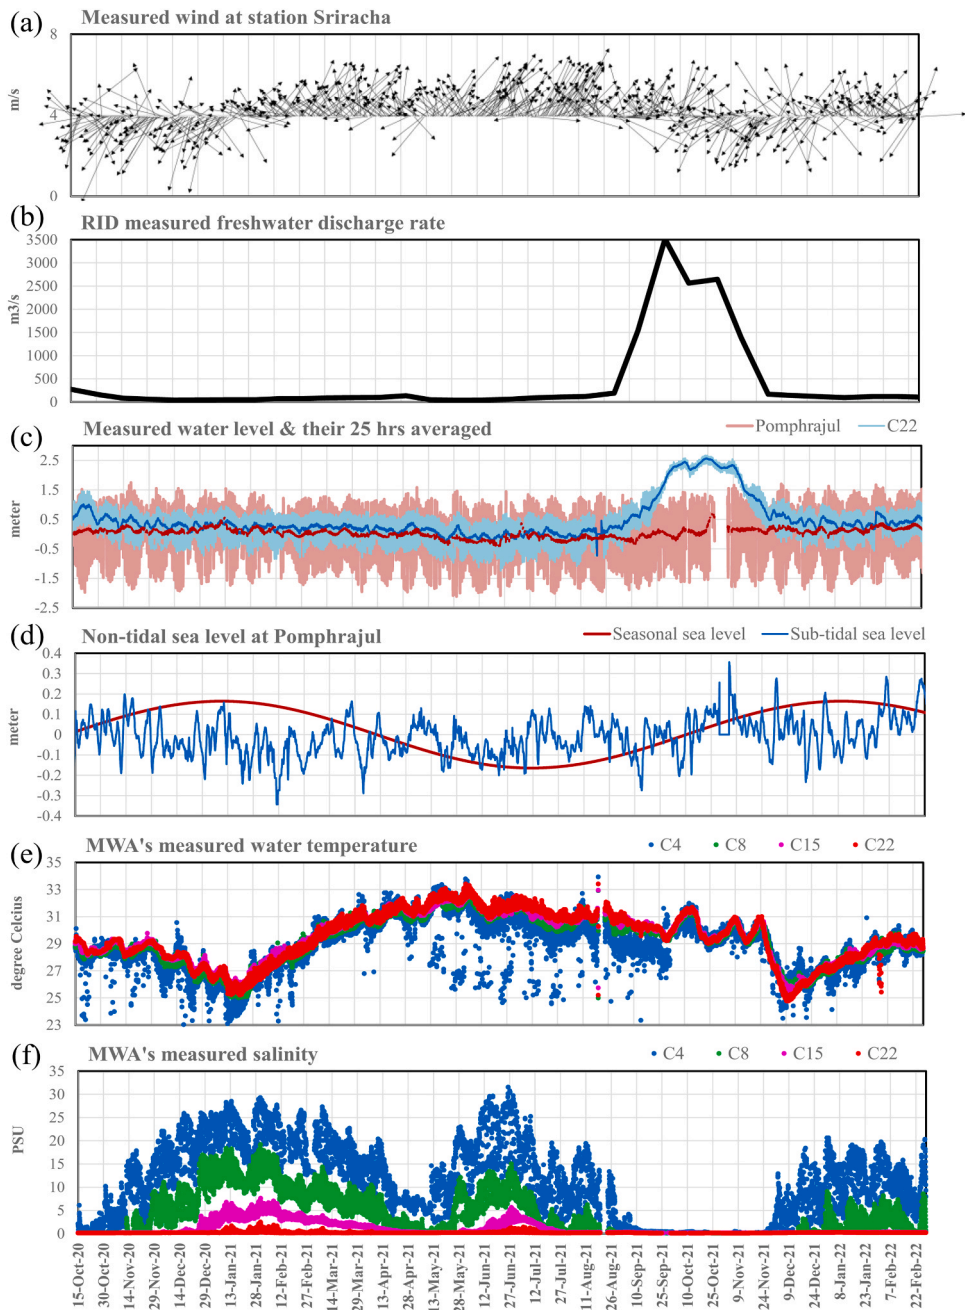 (a) Measured wind at station Sriracha
8
m/s
4
0
(b) RID measured freshwater discharge rate
3500
3000
2500
m3/s
1500
1000
500
0
(c) Measured water level & their 25 hrs averaged Pomphrajul C22
2.5
1.5
meter
0.5
-0.5
-1.5
-2.5
(d) Non-tidal sea level at Pomphrajul Seasonal sea level Sub-tidal sea level
0.4
0.3
0.2
meter
0.1
0
-0.1
-0.2
-0.3
-0.4
(e) MWA's measured water temperature C4 C8 C15 C22
35
33
31
degree Celcius
29
27
25
23
(f) MWA's measured salinity C4 C8 C15 C22
35
30
25
PSU
20
15
10
5
0
15-Oct-20
30-Oct-20
14-Nov-20
29-Nov-20
14-Dec-20
29-Dec-20
13-Jan-21
28-Jan-21
12-Feb-21
27-Feb-21
14-Mar-21
29-Mar-21
13-Apr-21
28-Apr-21
13-May-21
28-May-21
12-Jun-21
27-Jun-21
12-Jul-21
27-Jul-21
11-Aug-21
26-Aug-21
10-Sep-21
25-Sep-21
10-Oct-21
25-Oct-21
9-Nov-21
24-Nov-21
9-Dec-21
24-Dec-21
8-Jan-22
23-Jan-22
7-Feb-22
22-Feb-22